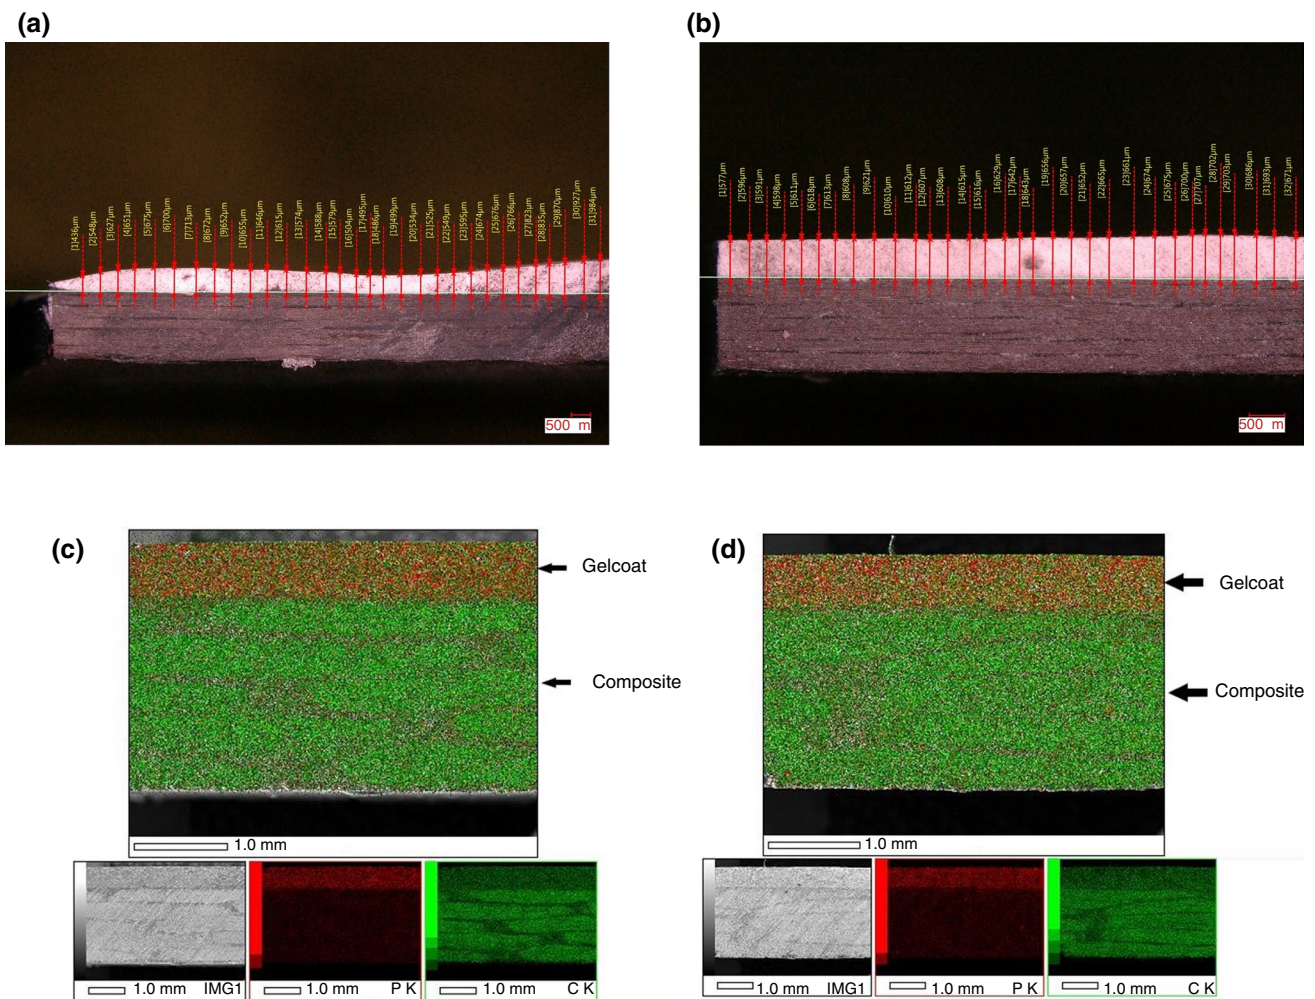 (a)
[1]436µm
[2]548µm
[3]627µm
[4]651µm
[5]675µm
[6]700µm
[7]713µm
[8]672µm
[9]652µm
[10]655µm
[11]646µm
[12]615µm
[13]574µm
[14]588µm
[15]579µm
[16]504µm
[17]495µm
[18]486µm
[19]499µm
[20]534µm
[21]525µm
[22]549µm
[23]595µm
[24]674µm
[25]676µm
[26]766µm
[27]823µm
[28]835µm
[29]870µm
[30]927µm
[31]984µm
500 m
(b)
[1]577µm
[2]596µm
[3]591µm
[4]598µm
[5]611µm
[6]618µm
[7]613µm
[8]608µm
[9]621µm
[10]610µm
[11]612µm
[12]607µm
[13]608µm
[14]615µm
[15]616µm
[16]629µm
[17]642µm
[18]643µm
[19]656µm
[20]657µm
[21]652µm
[22]665µm
[23]661µm
[24]674µm
[25]675µm
[26]700µm
[27]707µm
[28]702µm
[29]703µm
[30]686µm
[31]693µm
[32]671µm
500 m
(c)
Gelcoat
Composite
1.0 mm
1.0 mm IMG1
1.0 mm P K
1.0 mm C K
(d)
Gelcoat
Composite
1.0 mm
1.0 mm IMG1
1.0 mm P K
1.0 mm C K